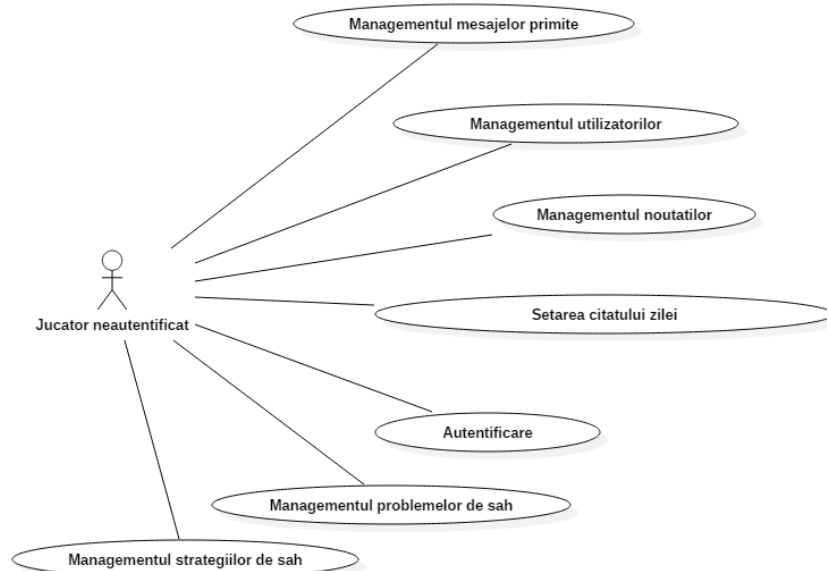 Managementul mesajelor primite
Managementul utilizatorilor
Managementul noutatilor
Setarea citatului zilei
Jucator neautentificat
Autentificare
Managementul problemelor de sah
Managementul strategiilor de sah